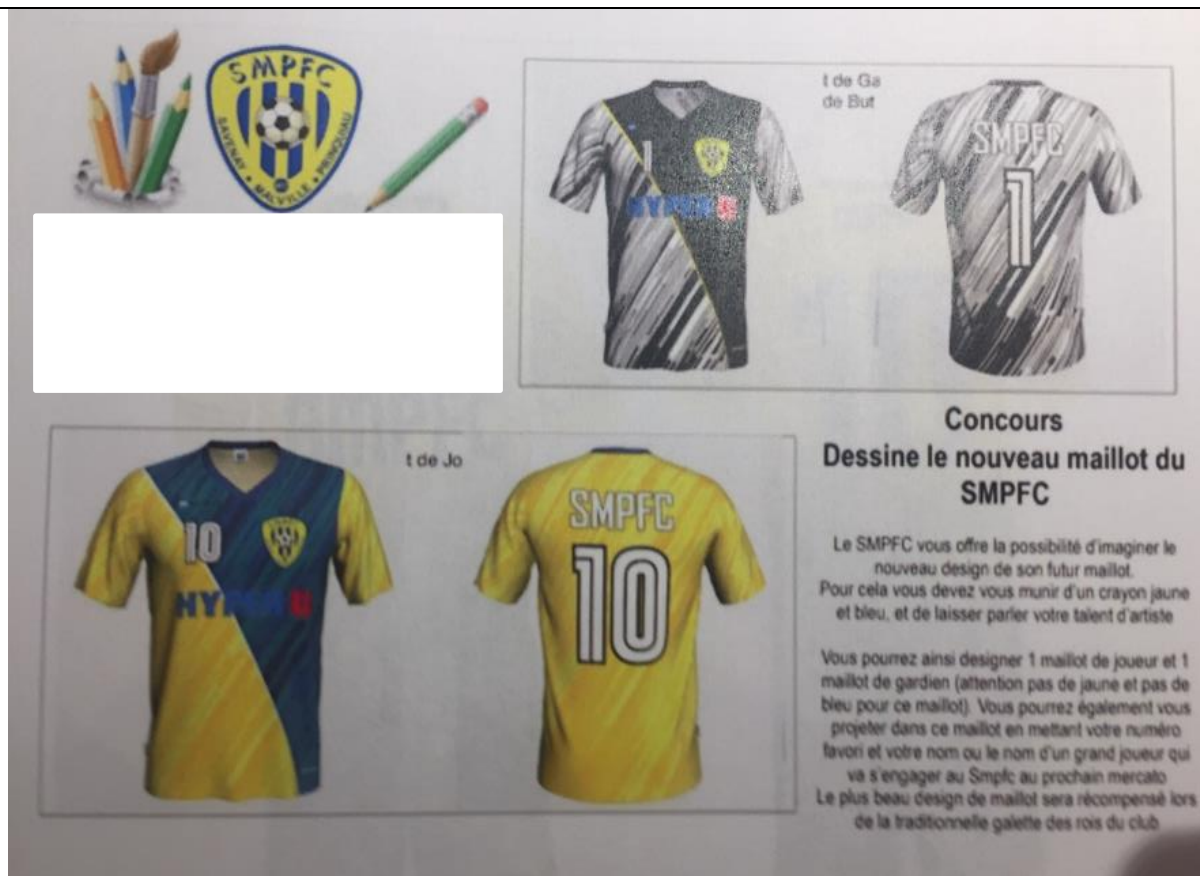 SMPFC
SAVENAY • MALVILLE • PRINQUIAU
t de Ga
de But
1
HYPER U
SMPFC
1
t de Jo
10
HYPER U
SMPFC
10
Concours
Dessine le nouveau maillot du
SMPFC
Le SMPFC vous offre la possibilité d'imaginer le
nouveau design de son futur maillot.
Pour cela vous devez vous munir d'un crayon jaune
et bleu, et de laisser parler votre talent d'artiste
Vous pourrez ainsi designer 1 maillot de joueur et 1
maillot de gardien (attention pas de jaune et pas de
bleu pour ce maillot). Vous pourrez également vous
projeter dans ce maillot en mettant votre numéro
favori et votre nom ou le nom d'un grand joueur qui
va s'engager au Smpfc au prochain mercato
Le plus beau design de maillot sera récompensé lors
de la traditionnelle galette des rois du club